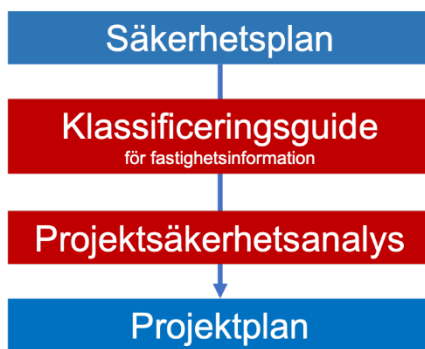 Säkerhetsplan
Klassificeringsguide
för fastighetsinformation
Projektsäkerhetsanalys
Projektplan